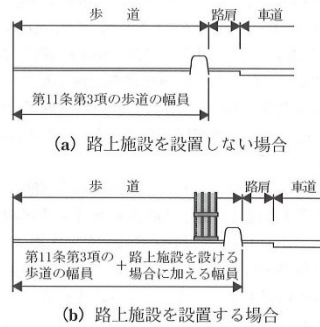 歩　道
路肩
車道
第11条第3項の歩道の幅員
(a) 路上施設を設置しない場合
歩　道
路肩
車道
第11条第3項の
歩道の幅員
+
路上施設を設ける
場合に加える幅員
(b) 路上施設を設置する場合